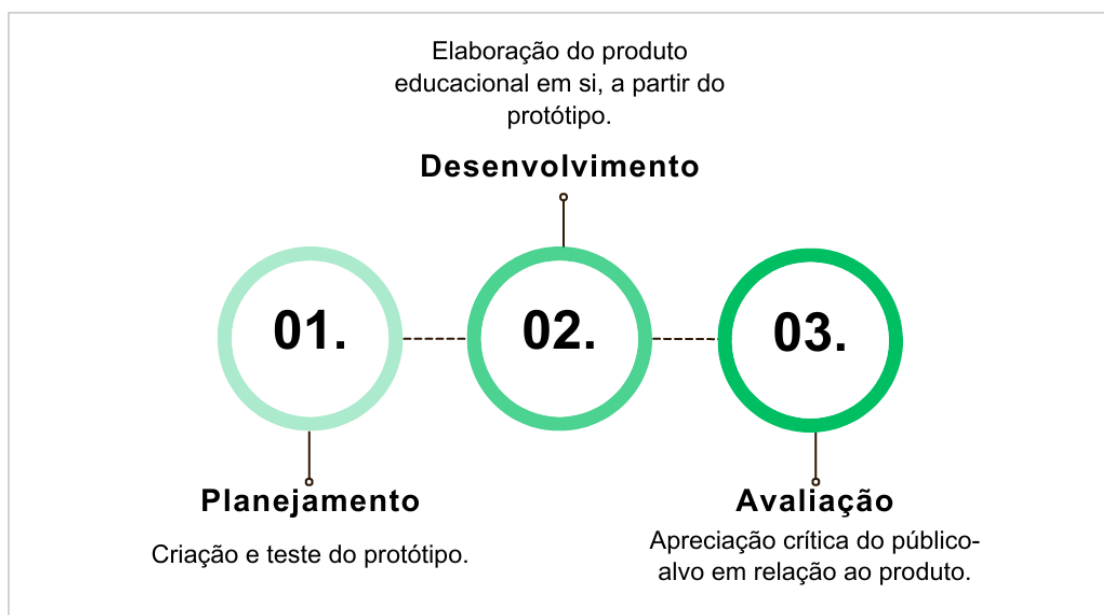 Elaboração do produto
educacional em si, a partir do
protótipo.
Desenvolvimento
01.
02.
03.
Planejamento
Criação e teste do protótipo.
Avaliação
Apreciação crítica do público-
alvo em relação ao produto.